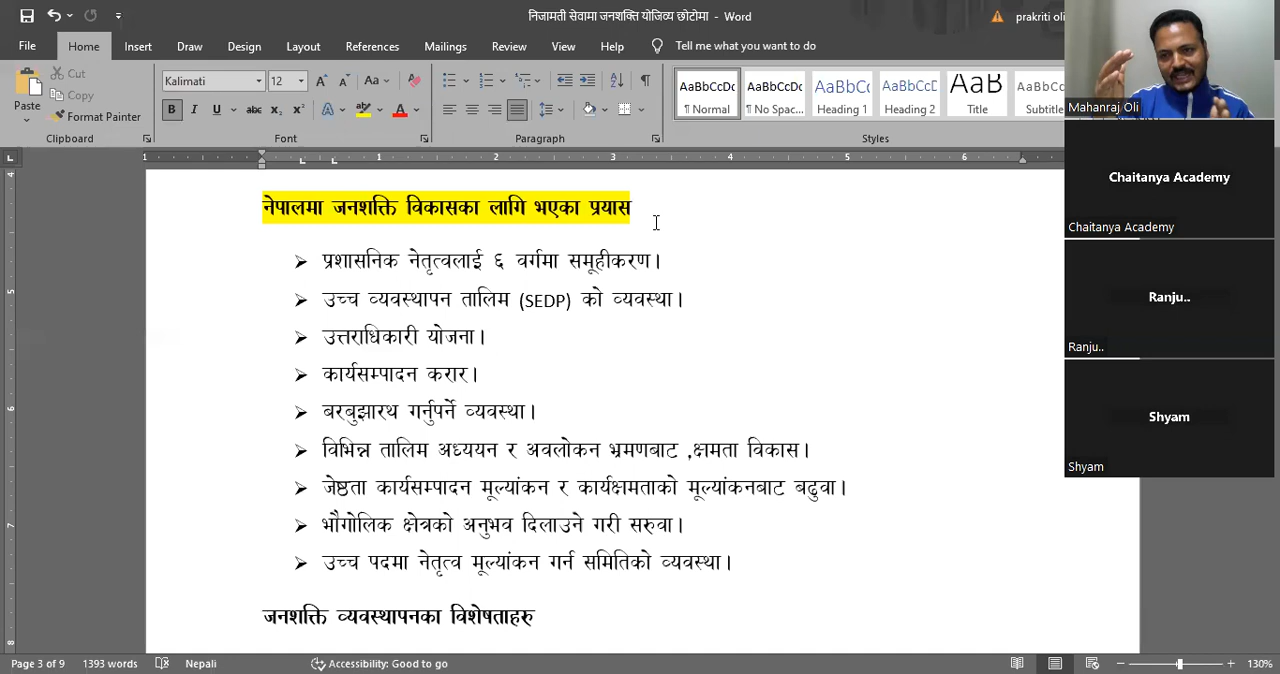 निजामती सेवामा जनशक्ति योजिव्य छोटोमा - Word
prakriti oli
File Home Insert Draw Design Layout References Mailings Review View Help Tell me what you want to do
Paste
Cut
Copy
Format Painter
Kalimati 12
Clipboard Font Paragraph Styles
AaBbCcDc AaBbCcDc AaBbCcD AaBbCcD AaB
¶ Normal ¶ No Spac... Heading 1 Heading 2 Title Subtitle
नेपालमा जनशक्ति विकासका लागि भएका प्रयास
➢ प्रशासनिक नेतृत्वलाई ६ वर्गमा समूहीकरण।
➢ उच्च व्यवस्थापन तालिम (SEDP) को व्यवस्था।
➢ उत्तराधिकारी योजना।
➢ कार्यसम्पादन करार।
➢ बरबुझारथ गर्नुपर्ने व्यवस्था।
➢ विभिन्न तालिम अध्ययन र अवलोकन भ्रमणबाट ,क्षमता विकास।
➢ जेष्ठता कार्यसम्पादन मूल्यांकन र कार्यक्षमताको मूल्यांकनबाट बढुवा।
➢ भौगोलिक क्षेत्रको अनुभव दिलाउने गरी सरुवा।
➢ उच्च पदमा नेतृत्व मूल्यांकन गर्न समितिको व्यवस्था।
जनशक्ति व्यवस्थापनका विशेषताहरु
Page 3 of 9 1393 words Nepali Accessibility: Good to go 130%
Mahanraj Oli
Chaitanya Academy
Chaitanya Academy
Ranju..
Ranju..
Shyam
Shyam